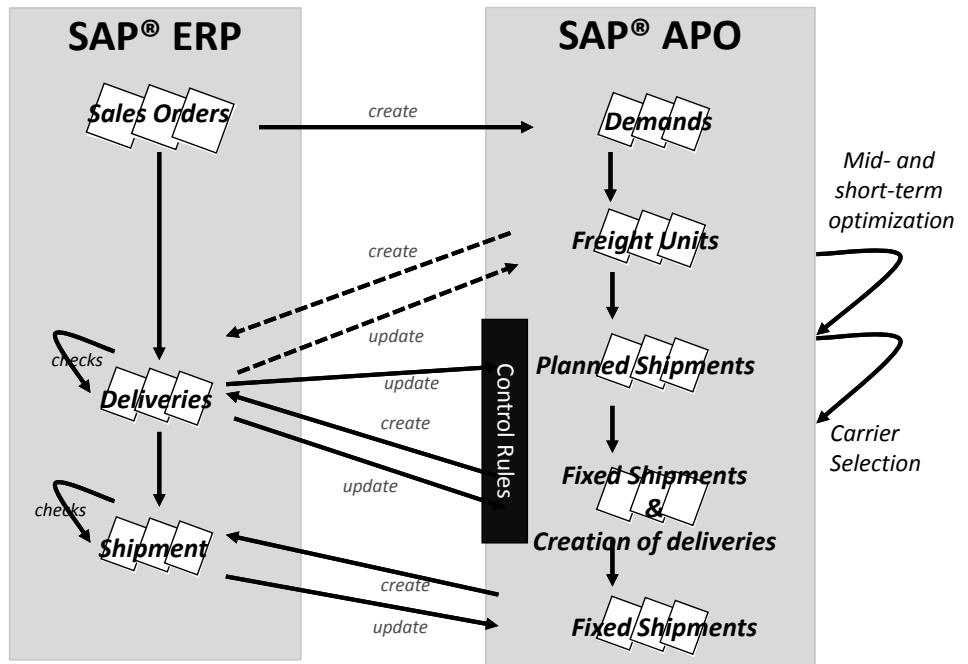 SAP® ERP
SAP® APO
Sales Orders
create
Demands
Mid- and
short-term
optimization
Freight Units
create
update
checks
Planned Shipments
update
Deliveries
create
Control Rules
Carrier
Selection
update
Fixed Shipments
&
Creation of deliveries
checks
Shipment
create
update
Fixed Shipments